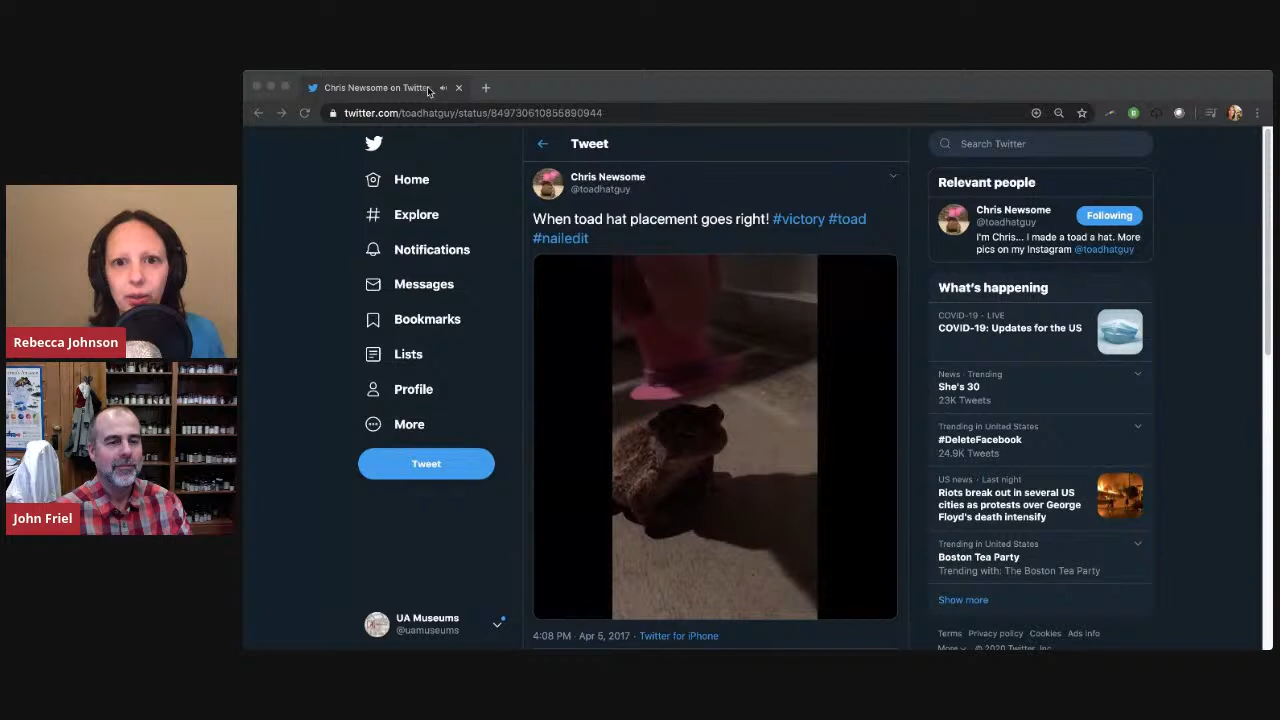 Chris Newsome on Twitter
twitter.com/toadhatguy/status/849730610855890944
Home
Explore
Notifications
Messages
Bookmarks
Lists
Profile
More
Tweet
UA Museums
@uamuseums
Tweet
Chris Newsome
@toadhatguy
When toad hat placement goes right! #victory #toad
#nailedit
4:08 PM · Apr 5, 2017 · Twitter for iPhone
Search Twitter
Relevant people
Chris Newsome
@toadhatguy
Following
I'm Chris... I made a toad a hat. More
pics on my Instagram @toadhatguy
What's happening
COVID-19 · LIVE
COVID-19: Updates for the US
News · Trending
She's 30
23K Tweets
Trending in United States
#DeleteFacebook
24.9K Tweets
US news · Last night
Riots break out in several US
cities as protests over George
Floyd's death intensify
Trending in United States
Boston Tea Party
Trending with: The Boston Tea Party
Show more
Terms Privacy policy Cookies Ads info
More © 2020 Twitter, Inc.
Rebecca Johnson
John Friel